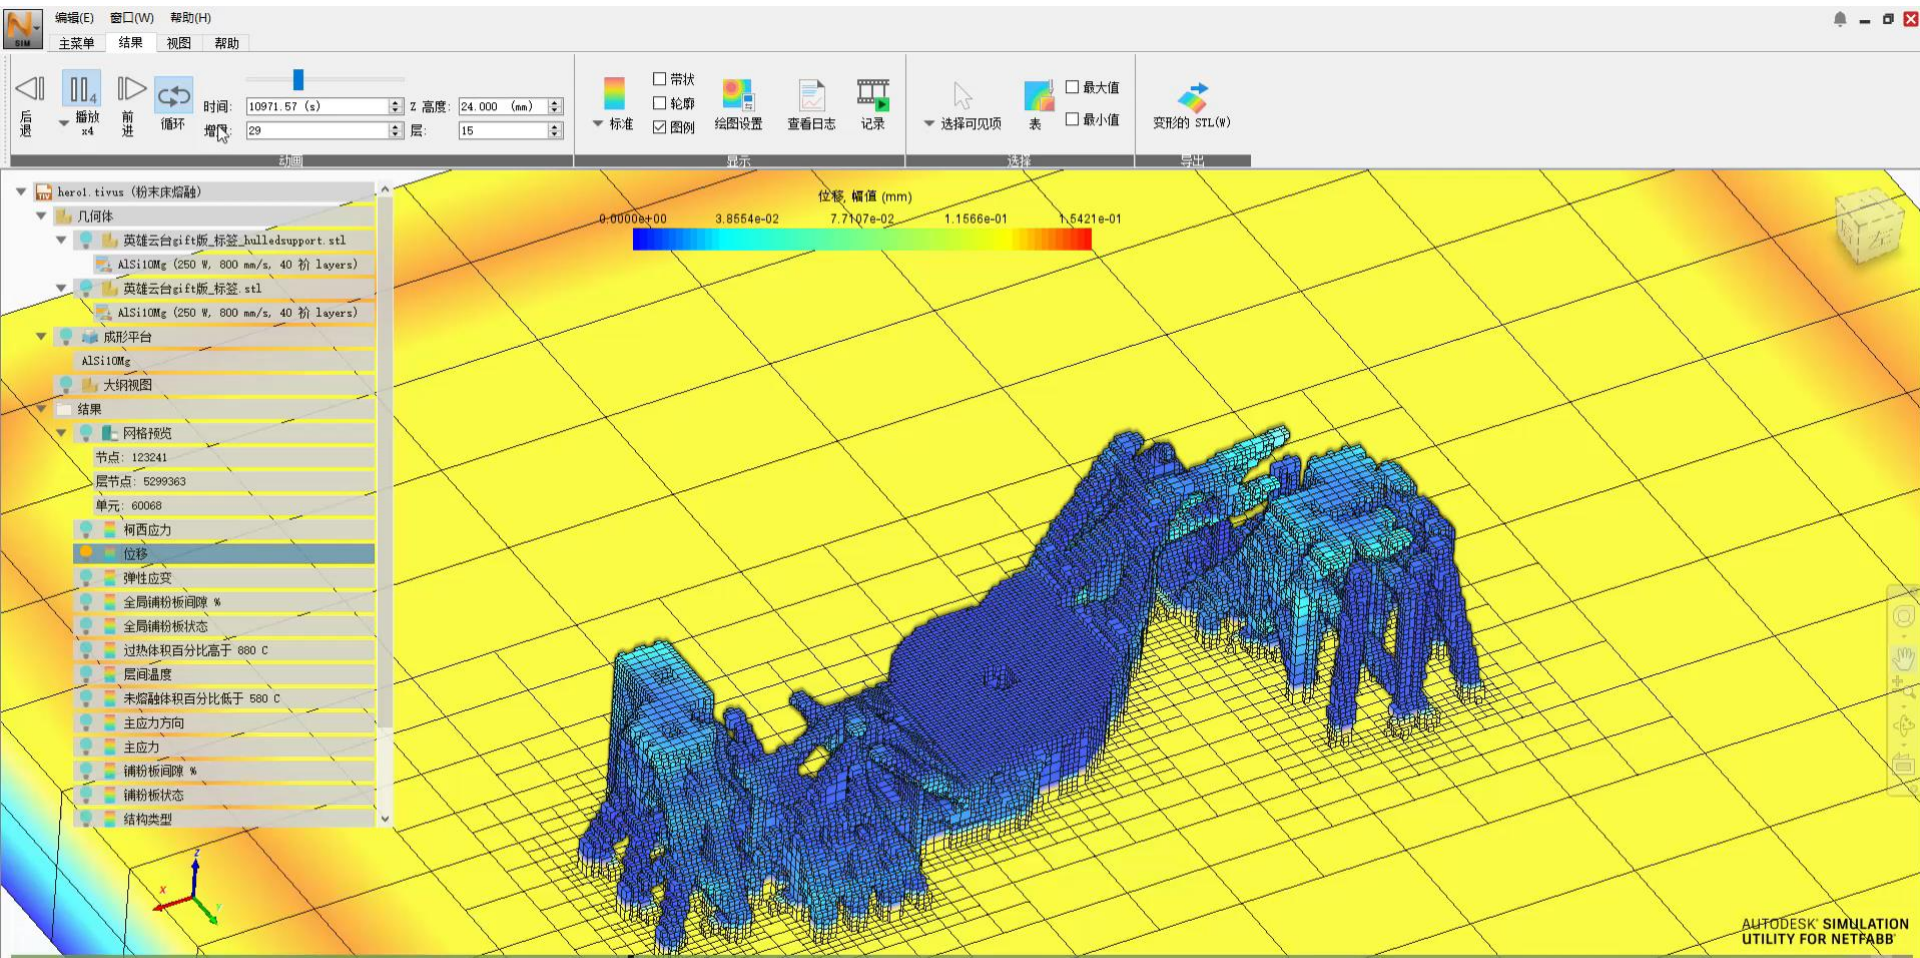 编辑(E) 窗口(W) 帮助(H)
SIM
主菜单 结果 视图 帮助
后退
播放 x4
前进
循环
时间: 10971.57 (s) Z 高度: 24.000 (mm)
29 层: 15
动画
标准
带状
轮廓
图例
绘图设置
查看日志
记录
显示
选择可见项
表
最大值
最小值
选择
变形的 STL(W)
导出
hero1.tivus (粉末床熔融)
几何体
英雄云台gift版_标签_hulledsupport.stl
AlSi10Mg (250 W, 800 mm/s, 40 祄 layers)
英雄云台gift版_标签.stl
AlSi10Mg (250 W, 800 mm/s, 40 祄 layers)
成形平台
AlSi10Mg
大纲视图
结果
网格预览
节点: 123241
层节点: 5299363
单元: 60068
柯西应力
位移
弹性应变
全局铺粉板间隙 %
全局铺粉板状态
过热体积百分比高于 880 C
层间温度
未熔融体积百分比低于 580 C
主应力方向
主应力
铺粉板间隙 %
铺粉板状态
结构类型
位移, 幅值 (mm)
0.0000e+00 3.8554e-02 7.7107e-02 1.1566e-01 1.5421e-01
左
Z
X
Y
AUTODESK® SIMULATION
UTILITY FOR NETFABB®